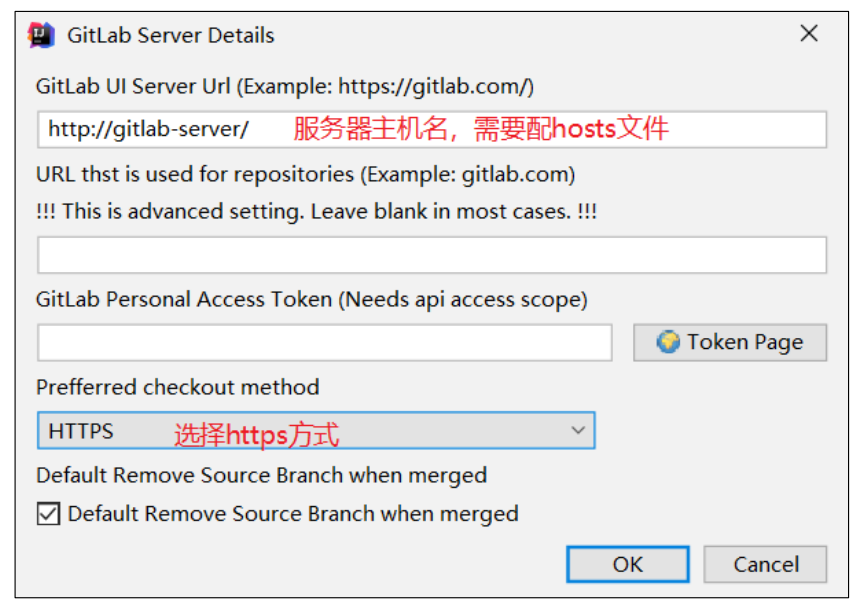 GitLab Server Details
GitLab UI Server Url (Example: https://gitlab.com/)
http://gitlab-server/ 服务器主机名，需要配hosts文件
URL thst is used for repositories (Example: gitlab.com)
!!! This is advanced setting. Leave blank in most cases. !!!
GitLab Personal Access Token (Needs api access scope)
Token Page
Prefferred checkout method
HTTPS 选择https方式
Default Remove Source Branch when merged
Default Remove Source Branch when merged
OK Cancel